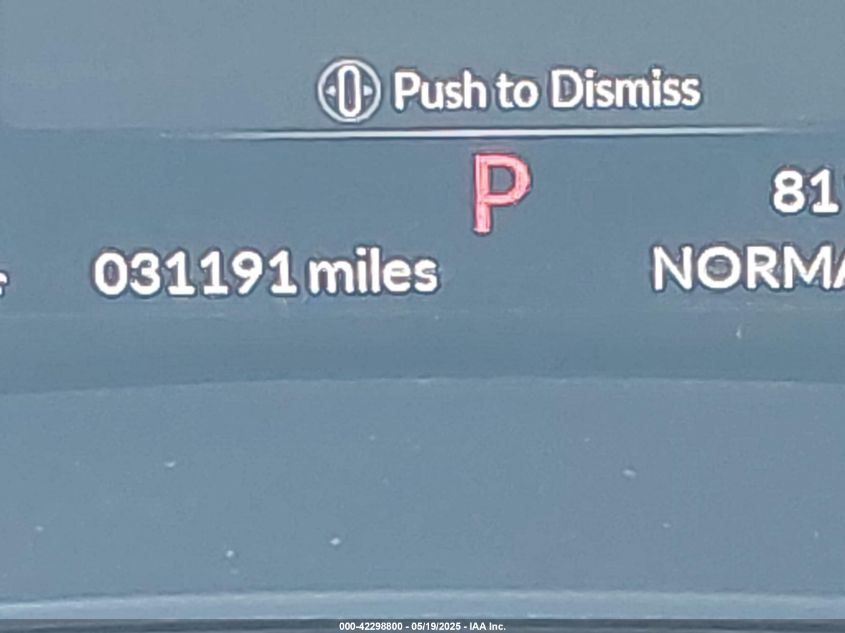 Push to Dismiss
P
81
031191 miles
NORMA
000-42298800 - 05/19/2025 - IAA Inc.